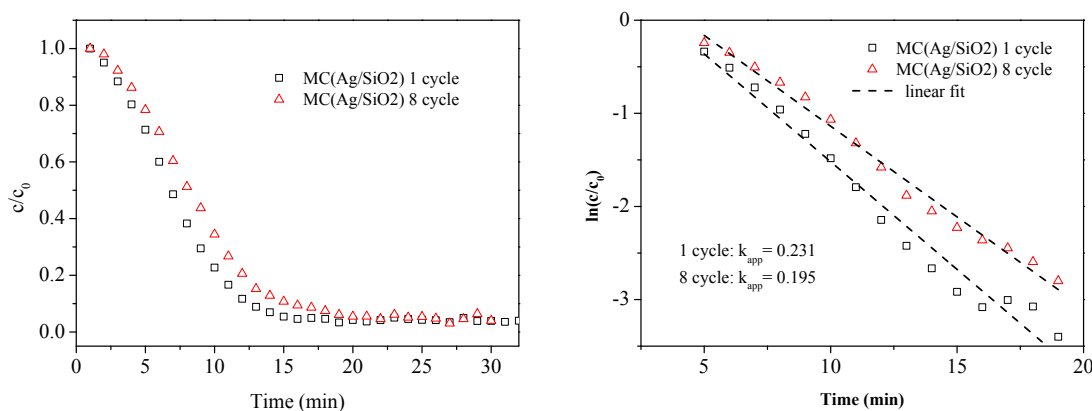 1.0
0.8
0.6
0.4
0.2
0.0
c/c0
0 5 10 15 20 25 30
Time (min)
MC(Ag/SiO2) 1 cycle
MC(Ag/SiO2) 8 cycle
-0
-1
-2
-3
ln(c/c0)
5 10 15 20
Time (min)
MC(Ag/SiO2) 1 cycle
MC(Ag/SiO2) 8 cycle
linear fit
1 cycle: kapp= 0.231
8 cycle: kapp= 0.195